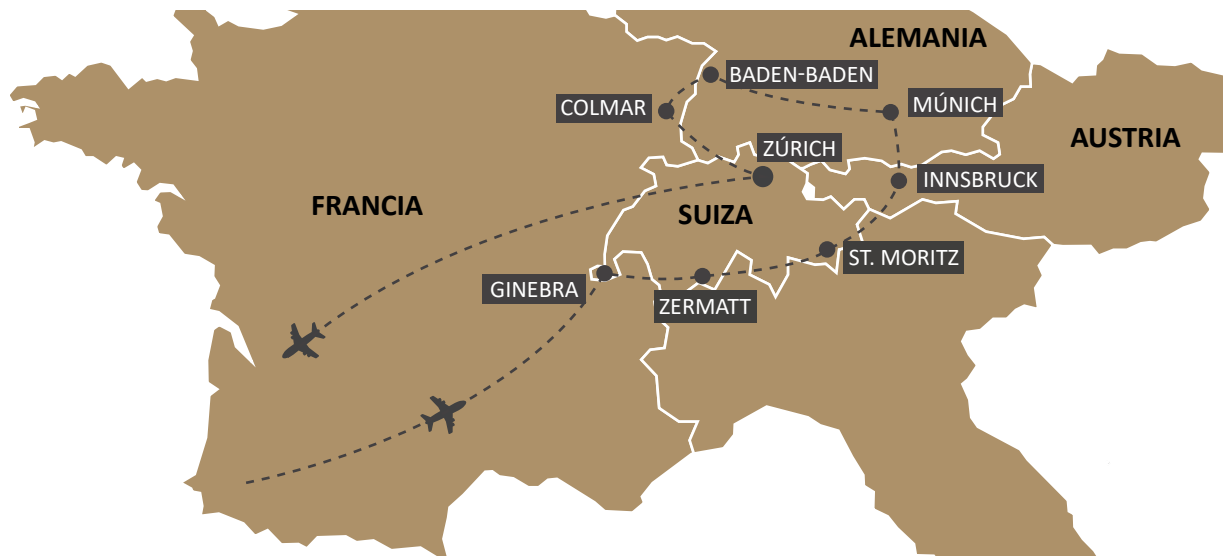 ALEMANIA
BADEN-BADEN
COLMAR
MÚNICH
AUSTRIA
ZÚRICH
INNSBRUCK
FRANCIA
SUIZA
ST. MORITZ
GINEBRA
ZERMATT